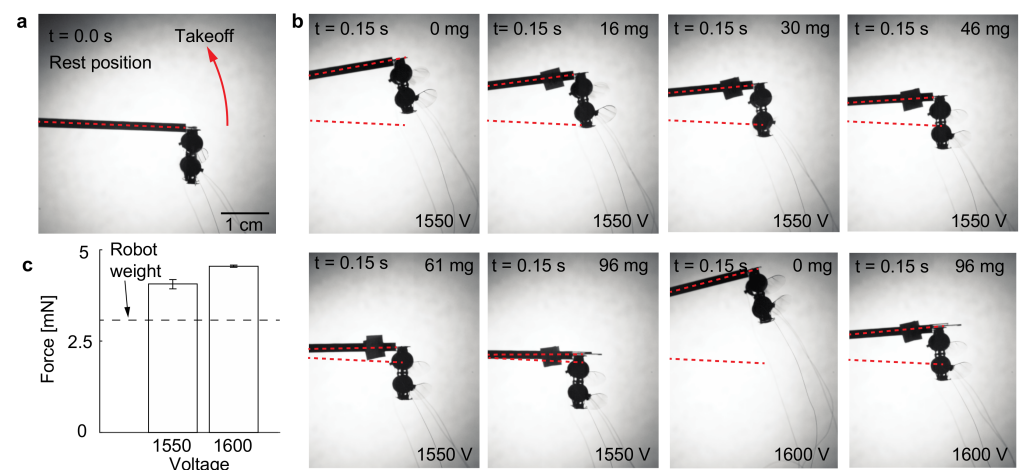 a
t = 0.0 s
Takeoff
Rest position
1 cm
b
t = 0.15 s
0 mg
1550 V
t= 0.15 s
16 mg
1550 V
t = 0.15 s
30 mg
1550 V
t = 0.15 s
46 mg
1550 V
c
5
Robot
weight
Force [mN]
2.5
0
1550
1600
Voltage
t = 0.15 s
61 mg
1550 V
t = 0.15 s
96 mg
1550 V
t = 0.15 s
0 mg
1600 V
t = 0.15 s
96 mg
1600 V